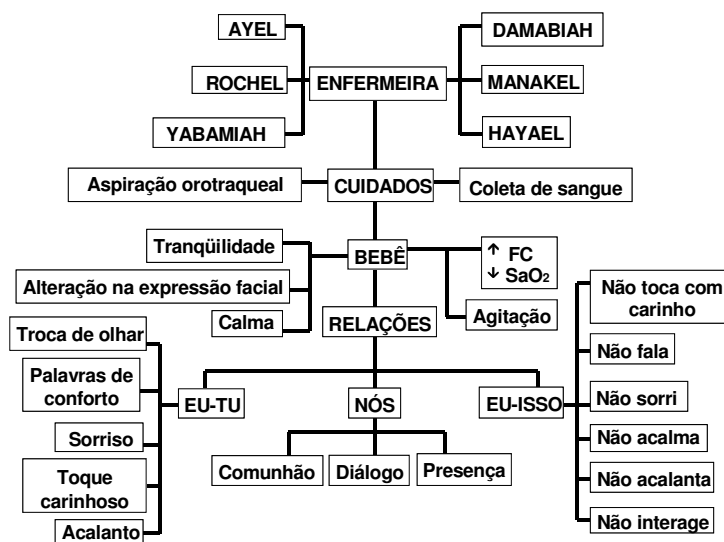 AYEL
DAMABIAH
ROCHEL
ENFERMEIRA
MANAKEL
YABAMIAH
HAYAEL
Aspiração orotraqueal
CUIDADOS
Coleta de sangue
Tranqüilidade
BEBÊ
↑ FC
↓ SaO₂
Alteração na expressão facial
Calma
RELAÇÕES
Agitação
Não toca com
carinho
Troca de olhar
Não fala
Palavras de
conforto
EU-TU
NÓS
EU-ISSO
Não sorri
Sorriso
Não acalma
Comunhão
Diálogo
Presença
Toque
carinhoso
Não acalanta
Acalanto
Não interage